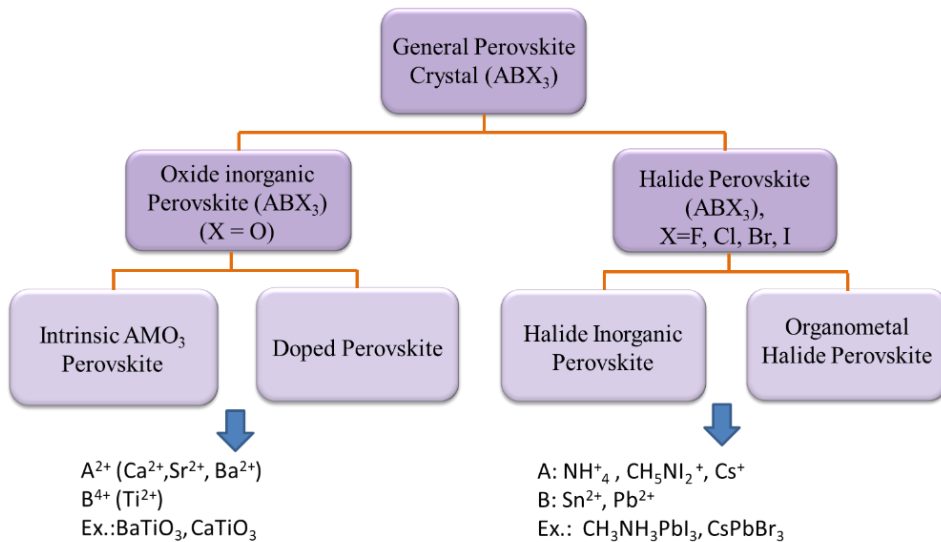 General Perovskite
Crystal (ABX₃)
Oxide inorganic
Perovskite (ABX₃)
(X = O)
Halide Perovskite
(ABX₃),
X=F, Cl, Br, I
Intrinsic AMO₃
Perovskite
Doped Perovskite
Halide Inorganic
Perovskite
Organometal
Halide Perovskite
A²⁺ (Ca²⁺,Sr²⁺, Ba²⁺)
B⁴⁺ (Ti²⁺)
Ex.:BaTiO₃, CaTiO₃
A: NH⁺₄ , CH₅NI₂⁺, Cs⁺
B: Sn²⁺, Pb²⁺
Ex.: CH₃NH₃PbI₃, CsPbBr₃